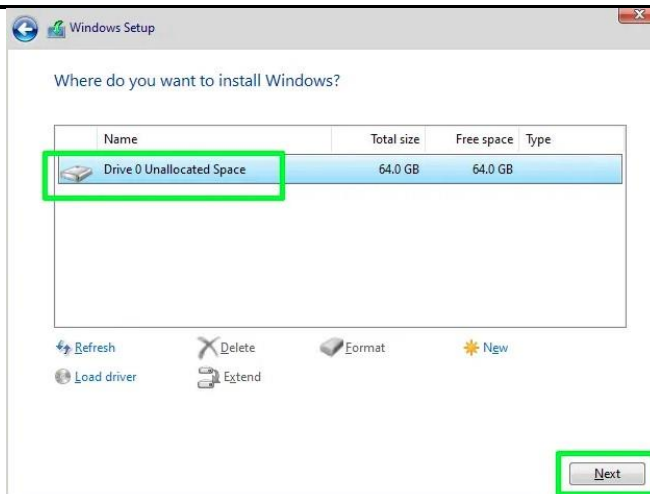 Windows Setup
Where do you want to install Windows?
Name Total size Free space Type
Drive 0 Unallocated Space 64.0 GB 64.0 GB
Refresh Delete Format New
Load driver Extend
Next